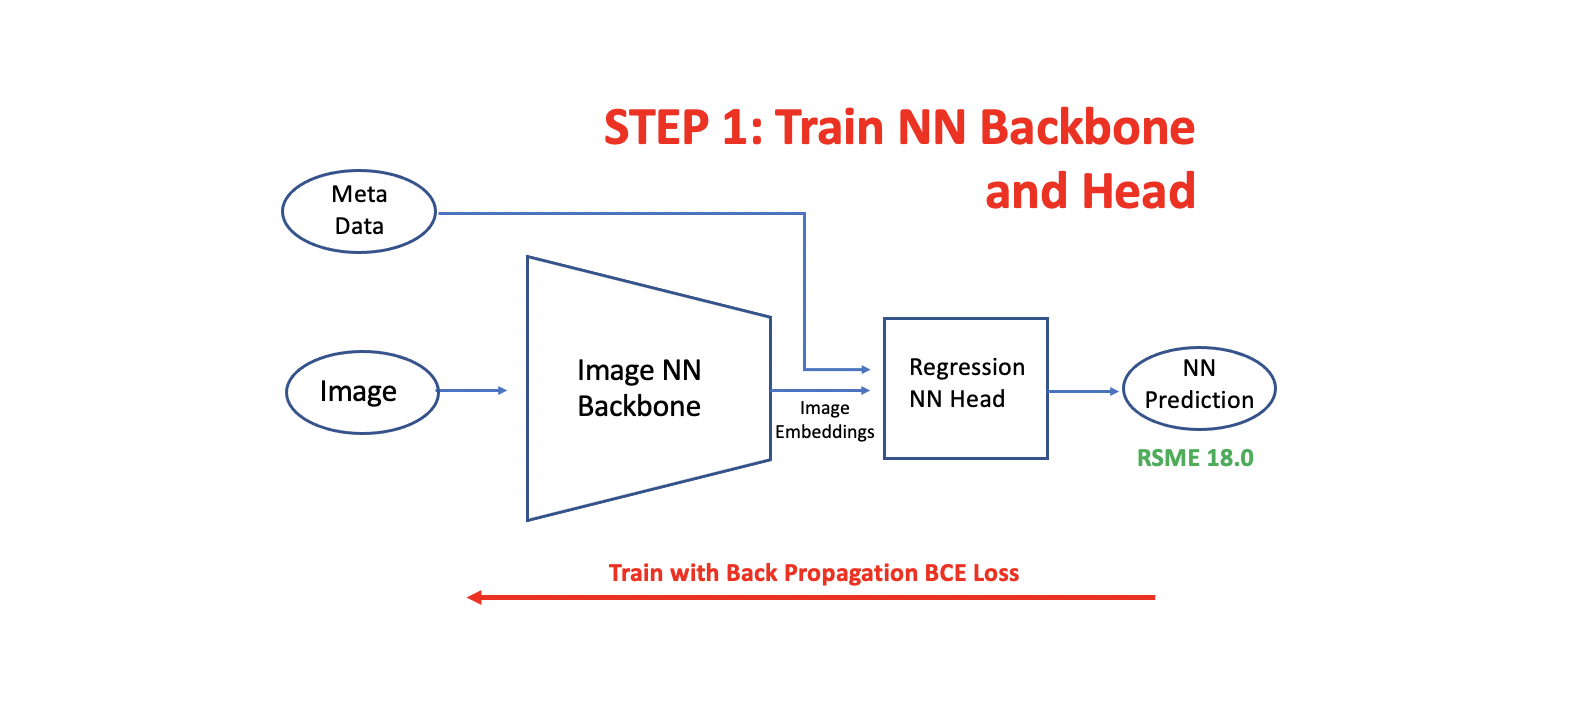 STEP 1: Train NN Backbone
and Head
Meta
Data
Image
Image NN
Backbone
Image
Embeddings
Regression
NN Head
NN
Prediction
RSME 18.0
Train with Back Propagation BCE Loss